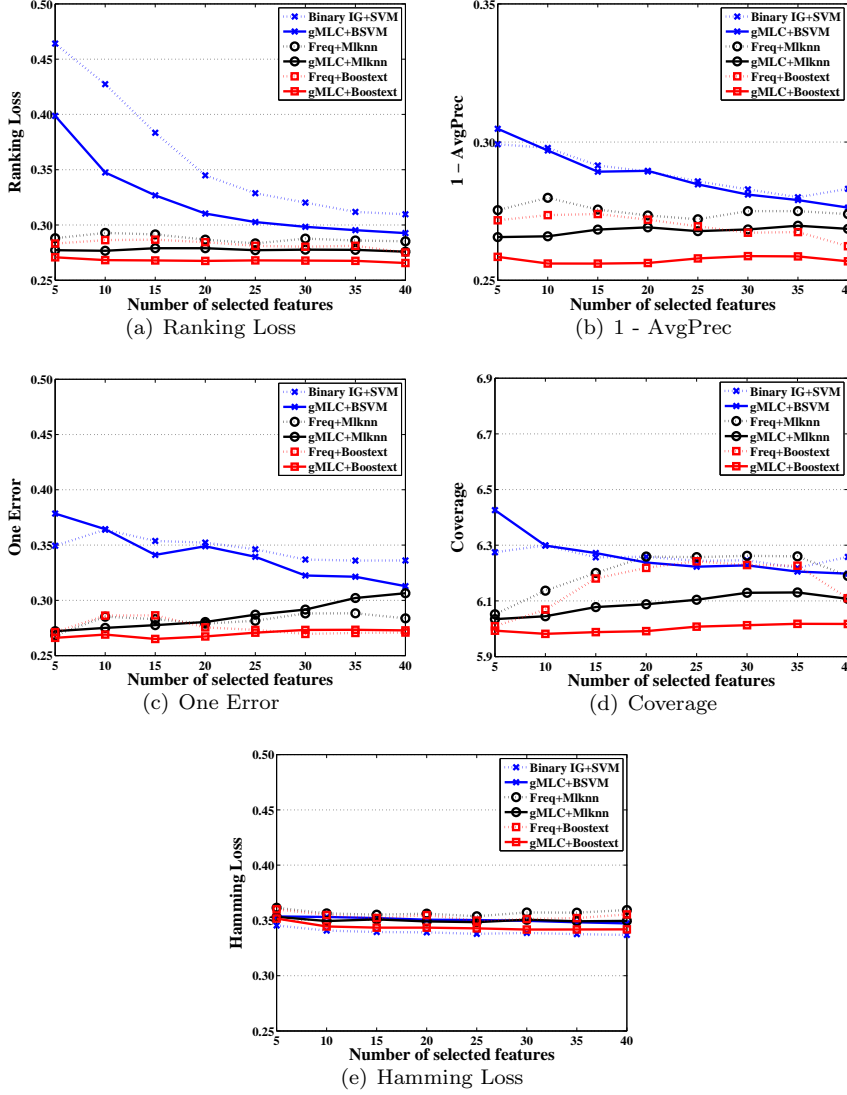 0.50
0.45
0.40
0.35
0.30
0.25
Ranking Loss
Binary IG+SVM
gMLC+BSVM
Freq+Mlknn
gMLC+Mlknn
Freq+Boostext
gMLC+Boostext
5 10 15 20 25 30 35 40
Number of selected features
(a) Ranking Loss
0.35
0.30
0.25
1 – AvgPrec
Binary IG+SVM
gMLC+BSVM
Freq+Mlknn
gMLC+Mlknn
Freq+Boostext
gMLC+Boostext
5 10 15 20 25 30 35 40
Number of selected features
(b) 1 - AvgPrec
0.50
0.45
0.40
0.35
0.30
0.25
One Error
Binary IG+SVM
gMLC+BSVM
Freq+Mlknn
gMLC+Mlknn
Freq+Boostext
gMLC+Boostext
5 10 15 20 25 30 35 40
Number of selected features
(c) One Error
6.9
6.7
6.5
6.3
6.1
5.9
Coverage
Binary IG+SVM
gMLC+BSVM
Freq+Mlknn
gMLC+Mlknn
Freq+Boostext
gMLC+Boostext
5 10 15 20 25 30 35 40
Number of selected features
(d) Coverage
0.50
0.45
0.40
0.35
0.30
0.25
Hamming Loss
Binary IG+SVM
gMLC+BSVM
Freq+Mlknn
gMLC+Mlknn
Freq+Boostext
gMLC+Boostext
5 10 15 20 25 30 35 40
Number of selected features
(e) Hamming Loss